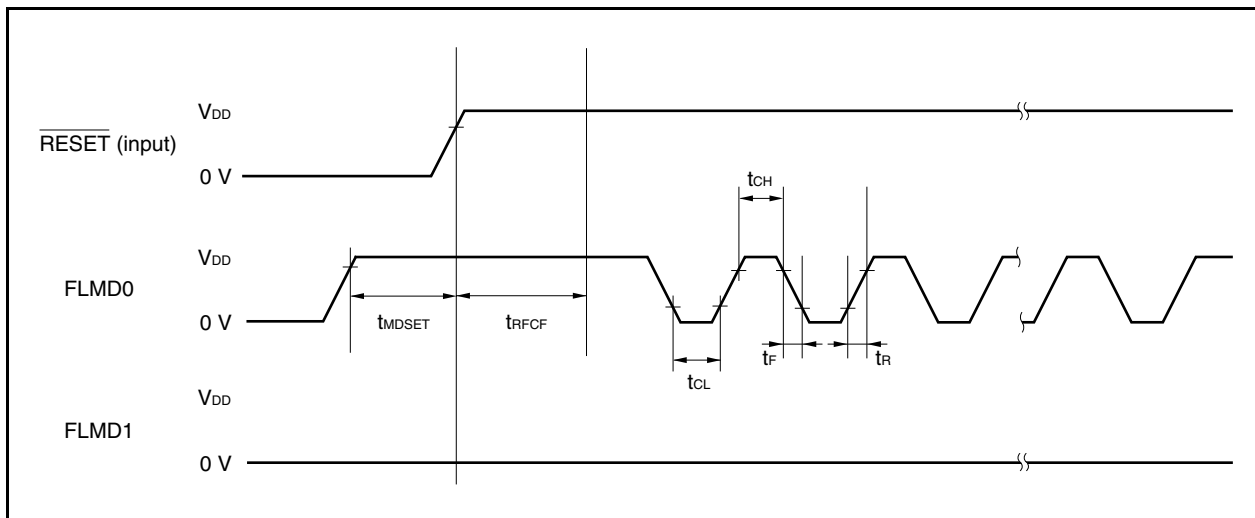 VDD
RESET (input)
0 V
tCH
VDD
FLMD0
0 V
tMDSET
tRFCF
tF
tR
tCL
VDD
FLMD1
0 V